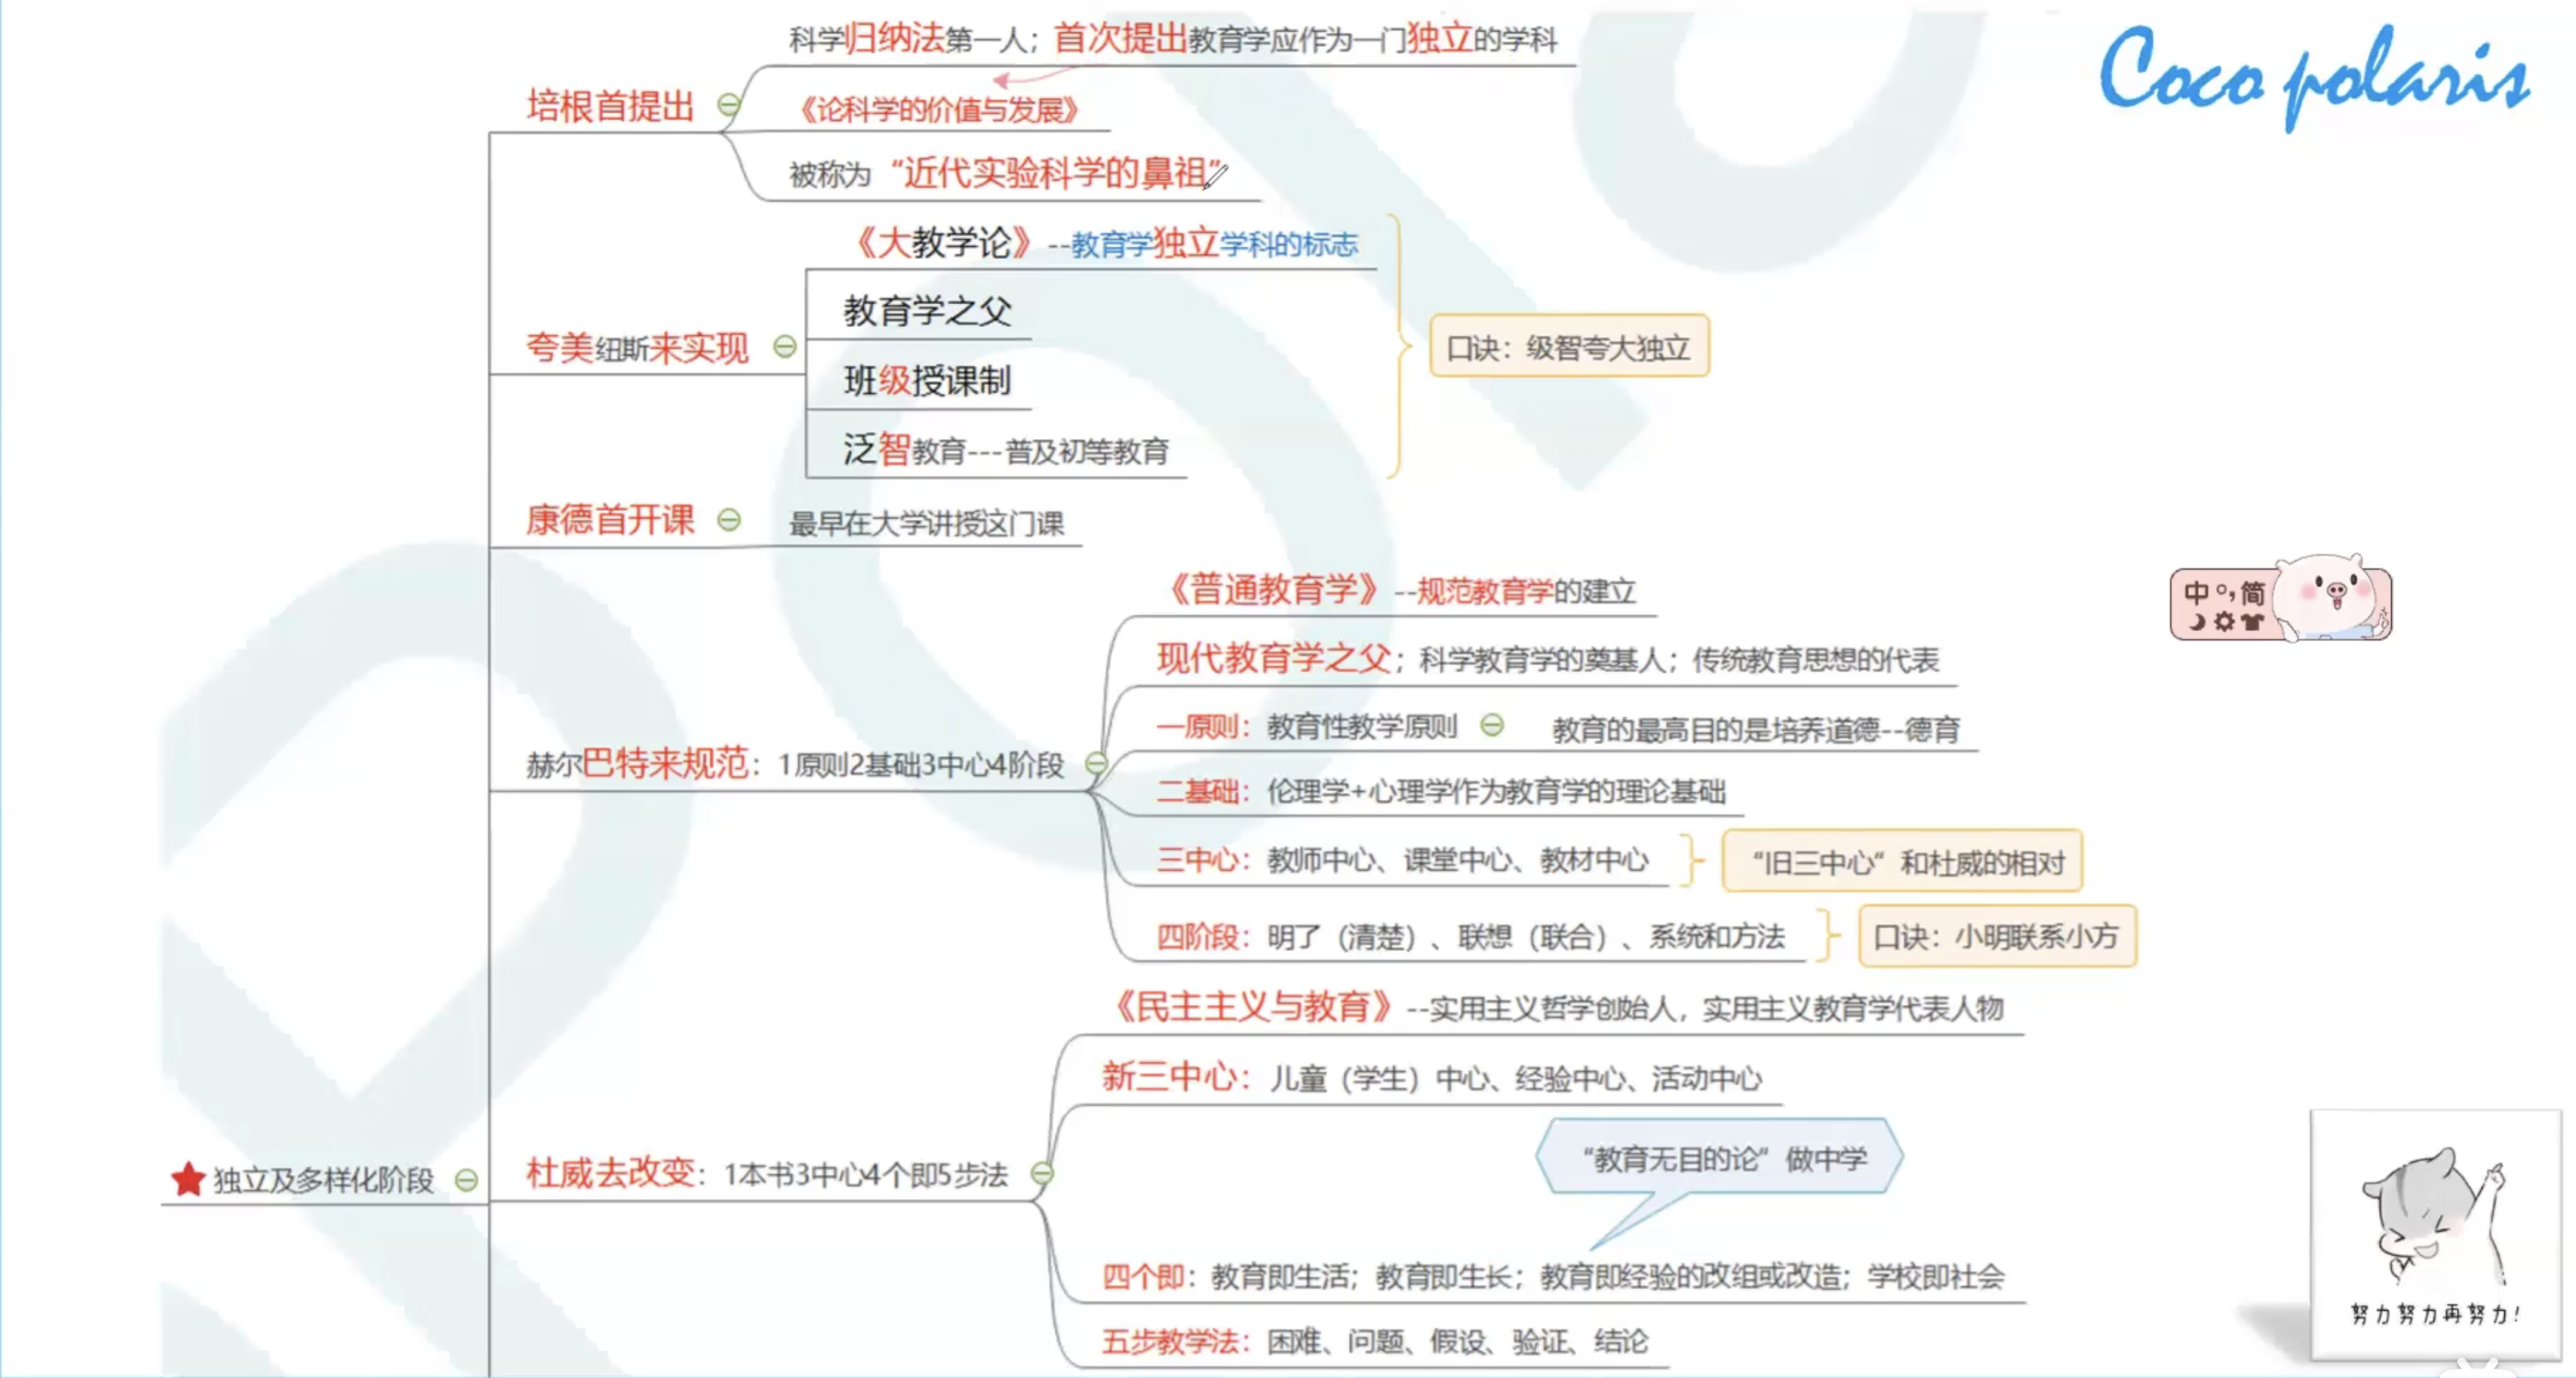 Coco polaris
科学归纳法第一人；首次提出教育学应作为一门独立的学科
培根首提出
《论科学的价值与发展》
被称为 “近代实验科学的鼻祖”
《大教学论》--教育学独立学科的标志
教育学之父
夸美纽斯来实现
口诀：级智夸大独立
班级授课制
泛智教育---普及初等教育
康德首开课
最早在大学讲授这门课
《普通教育学》--规范教育学的建立
中 °, 简
现代教育学之父；科学教育学的奠基人；传统教育思想的代表
一原则：教育性教学原则
教育的最高目的是培养道德--德育
赫尔巴特来规范：1原则2基础3中心4阶段
二基础：伦理学+心理学作为教育学的理论基础
三中心：教师中心、课堂中心、教材中心
“旧三中心“ 和杜威的相对
四阶段：明了（清楚）、联想（联合）、系统和方法
口诀：小明联系小方
《民主主义与教育》--实用主义哲学创始人，实用主义教育学代表人物
新三中心：儿童（学生）中心、经验中心、活动中心
“教育无目的论” 做中学
独立及多样化阶段
杜威去改变：1本书3中心4个即5步法
四个即：教育即生活；教育即生长；教育即经验的改组或改造；学校即社会
五步教学法：困难、问题、假设、验证、结论
努力努力再努力!